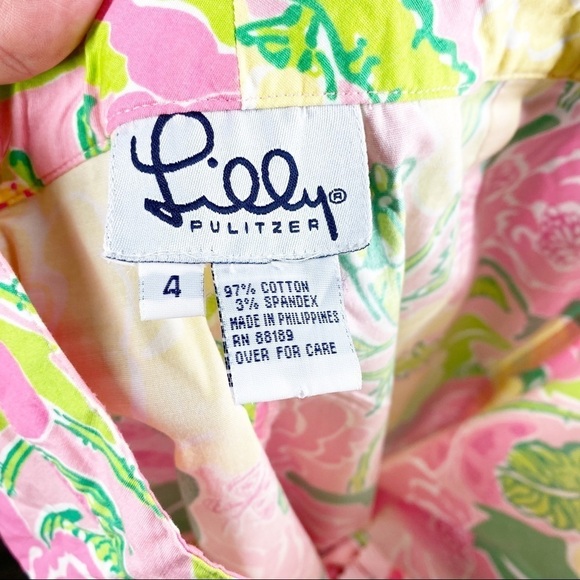 Lilly®
PULITZER
4
97% COTTON
3% SPANDEX
MADE IN PHILIPPINES
RN 88189
OVER FOR CARE